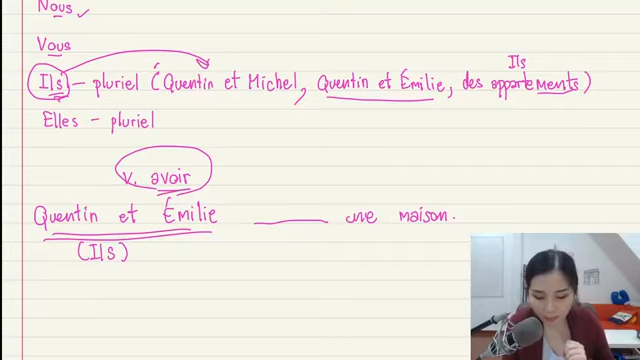 Nous ✓
Vous
Ils
Ils – pluriel (Quentin et Michel, Quentin et Émilie, des appartements)
Elles – pluriel
v. avoir
Quentin et Émilie ______ une maison.
(Ils)